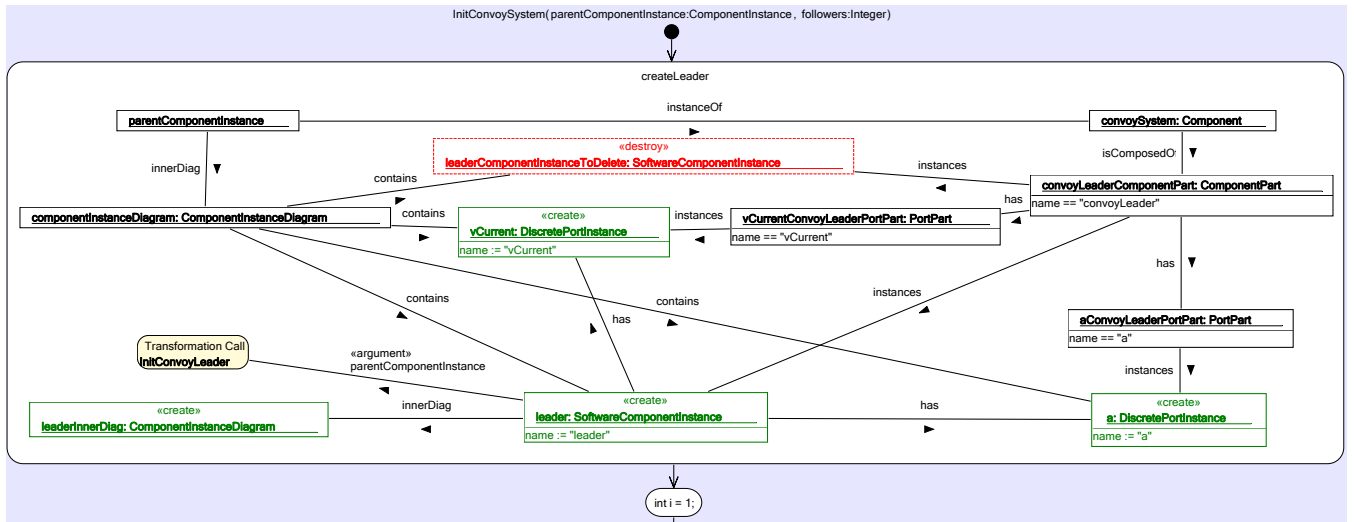 InitConvoySystem(parentComponentInstance:ComponentInstance, followers:Integer)
createLeader
instanceOf
parentComponentInstance
convoySystem: Component
«destroy»
leaderComponentInstanceToDelete: SoftwareComponentInstance
innerDiag
isComposedOf
contains
instances
convoyLeaderComponentPart: ComponentPart
name == "convoyLeader"
componentInstanceDiagram: ComponentInstanceDiagram
contains
«create»
vCurrent: DiscretePortInstance
name := "vCurrent"
instances
vCurrentConvoyLeaderPortPart: PortPart
name == "vCurrent"
has
has
contains
contains
instances
has
aConvoyLeaderPortPart: PortPart
name == "a"
Transformation Call
InitConvoyLeader
«argument»
parentComponentInstance
instances
«create»
leaderInnerDiag: ComponentInstanceDiagram
innerDiag
«create»
leader: SoftwareComponentInstance
name := "leader"
has
«create»
a: DiscretePortInstance
name := "a"
int i = 1;